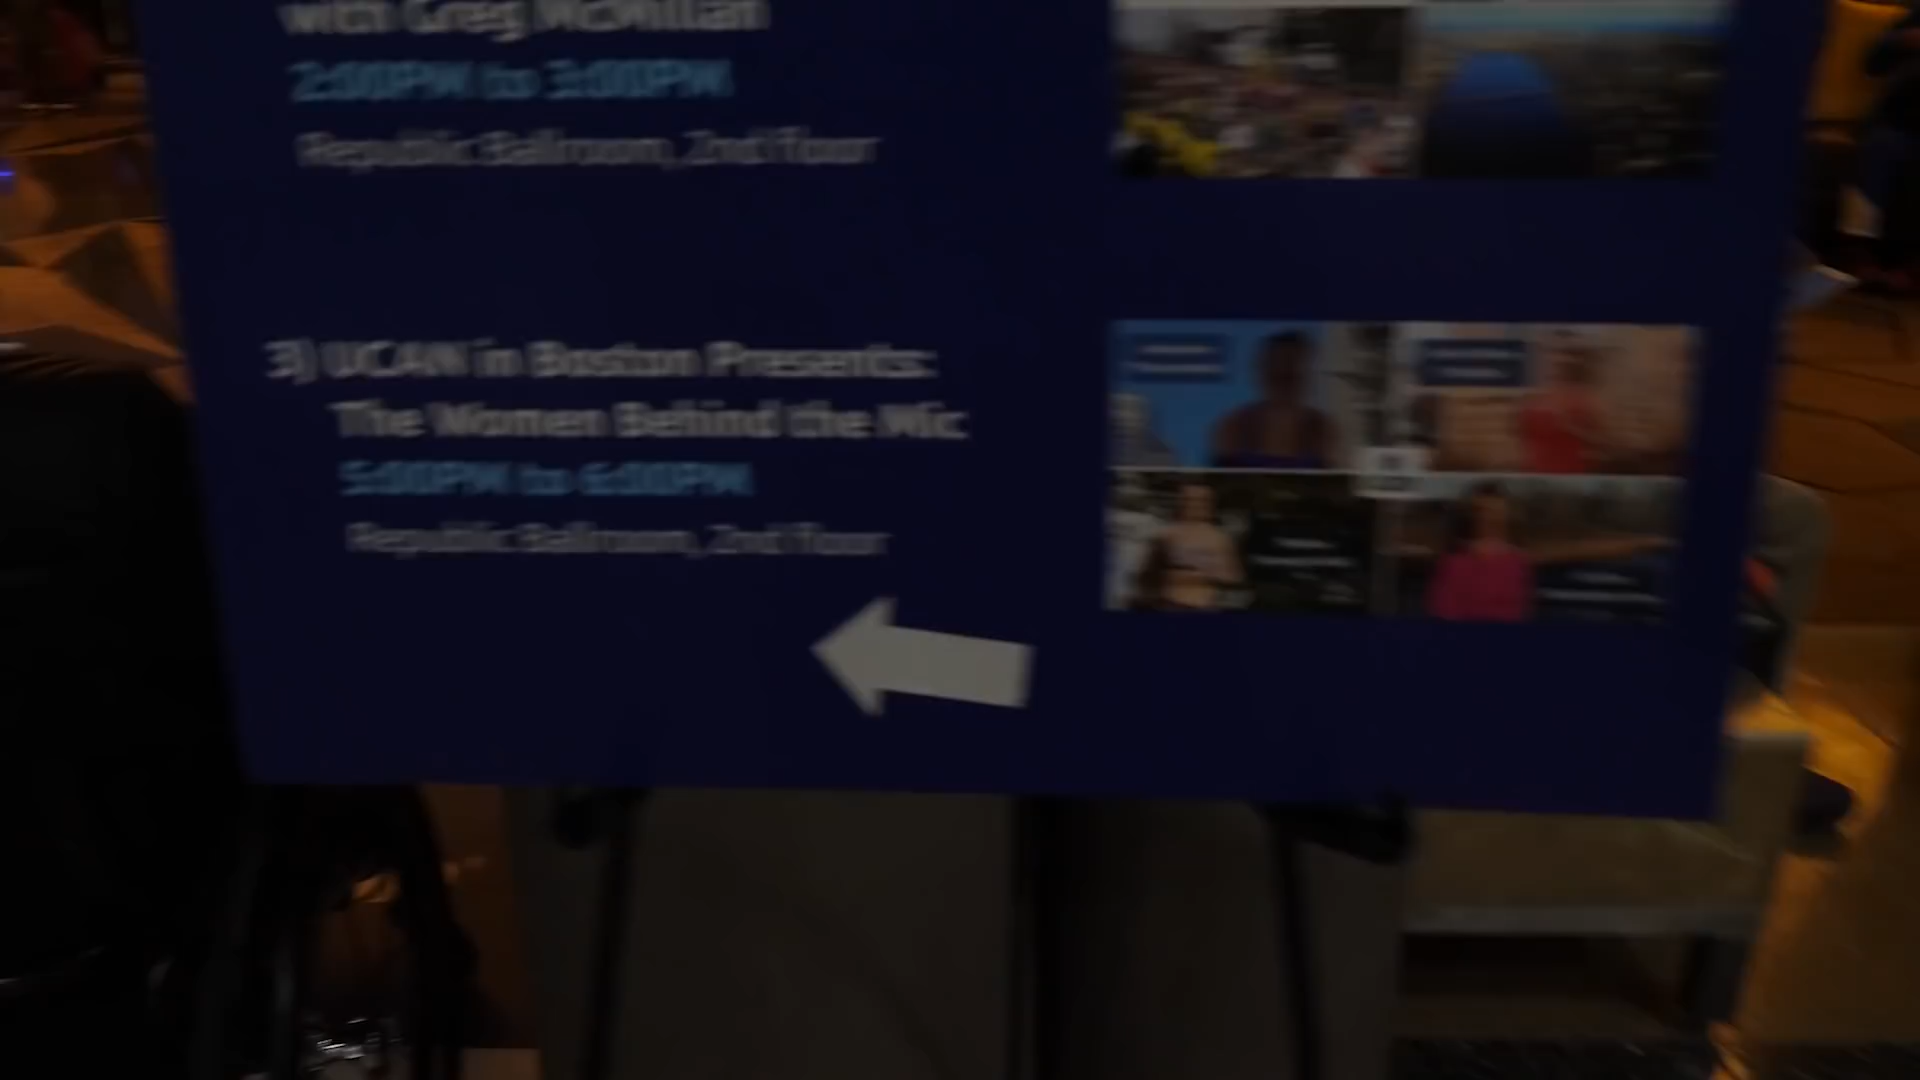 with Greg McMillan
2:00PM to 3:00PM
Republic Ballroom, 2nd floor
3) UCAN in Boston Presents:
The Women Behind the Mic
5:00PM to 6:00PM
Republic Ballroom, 2nd floor